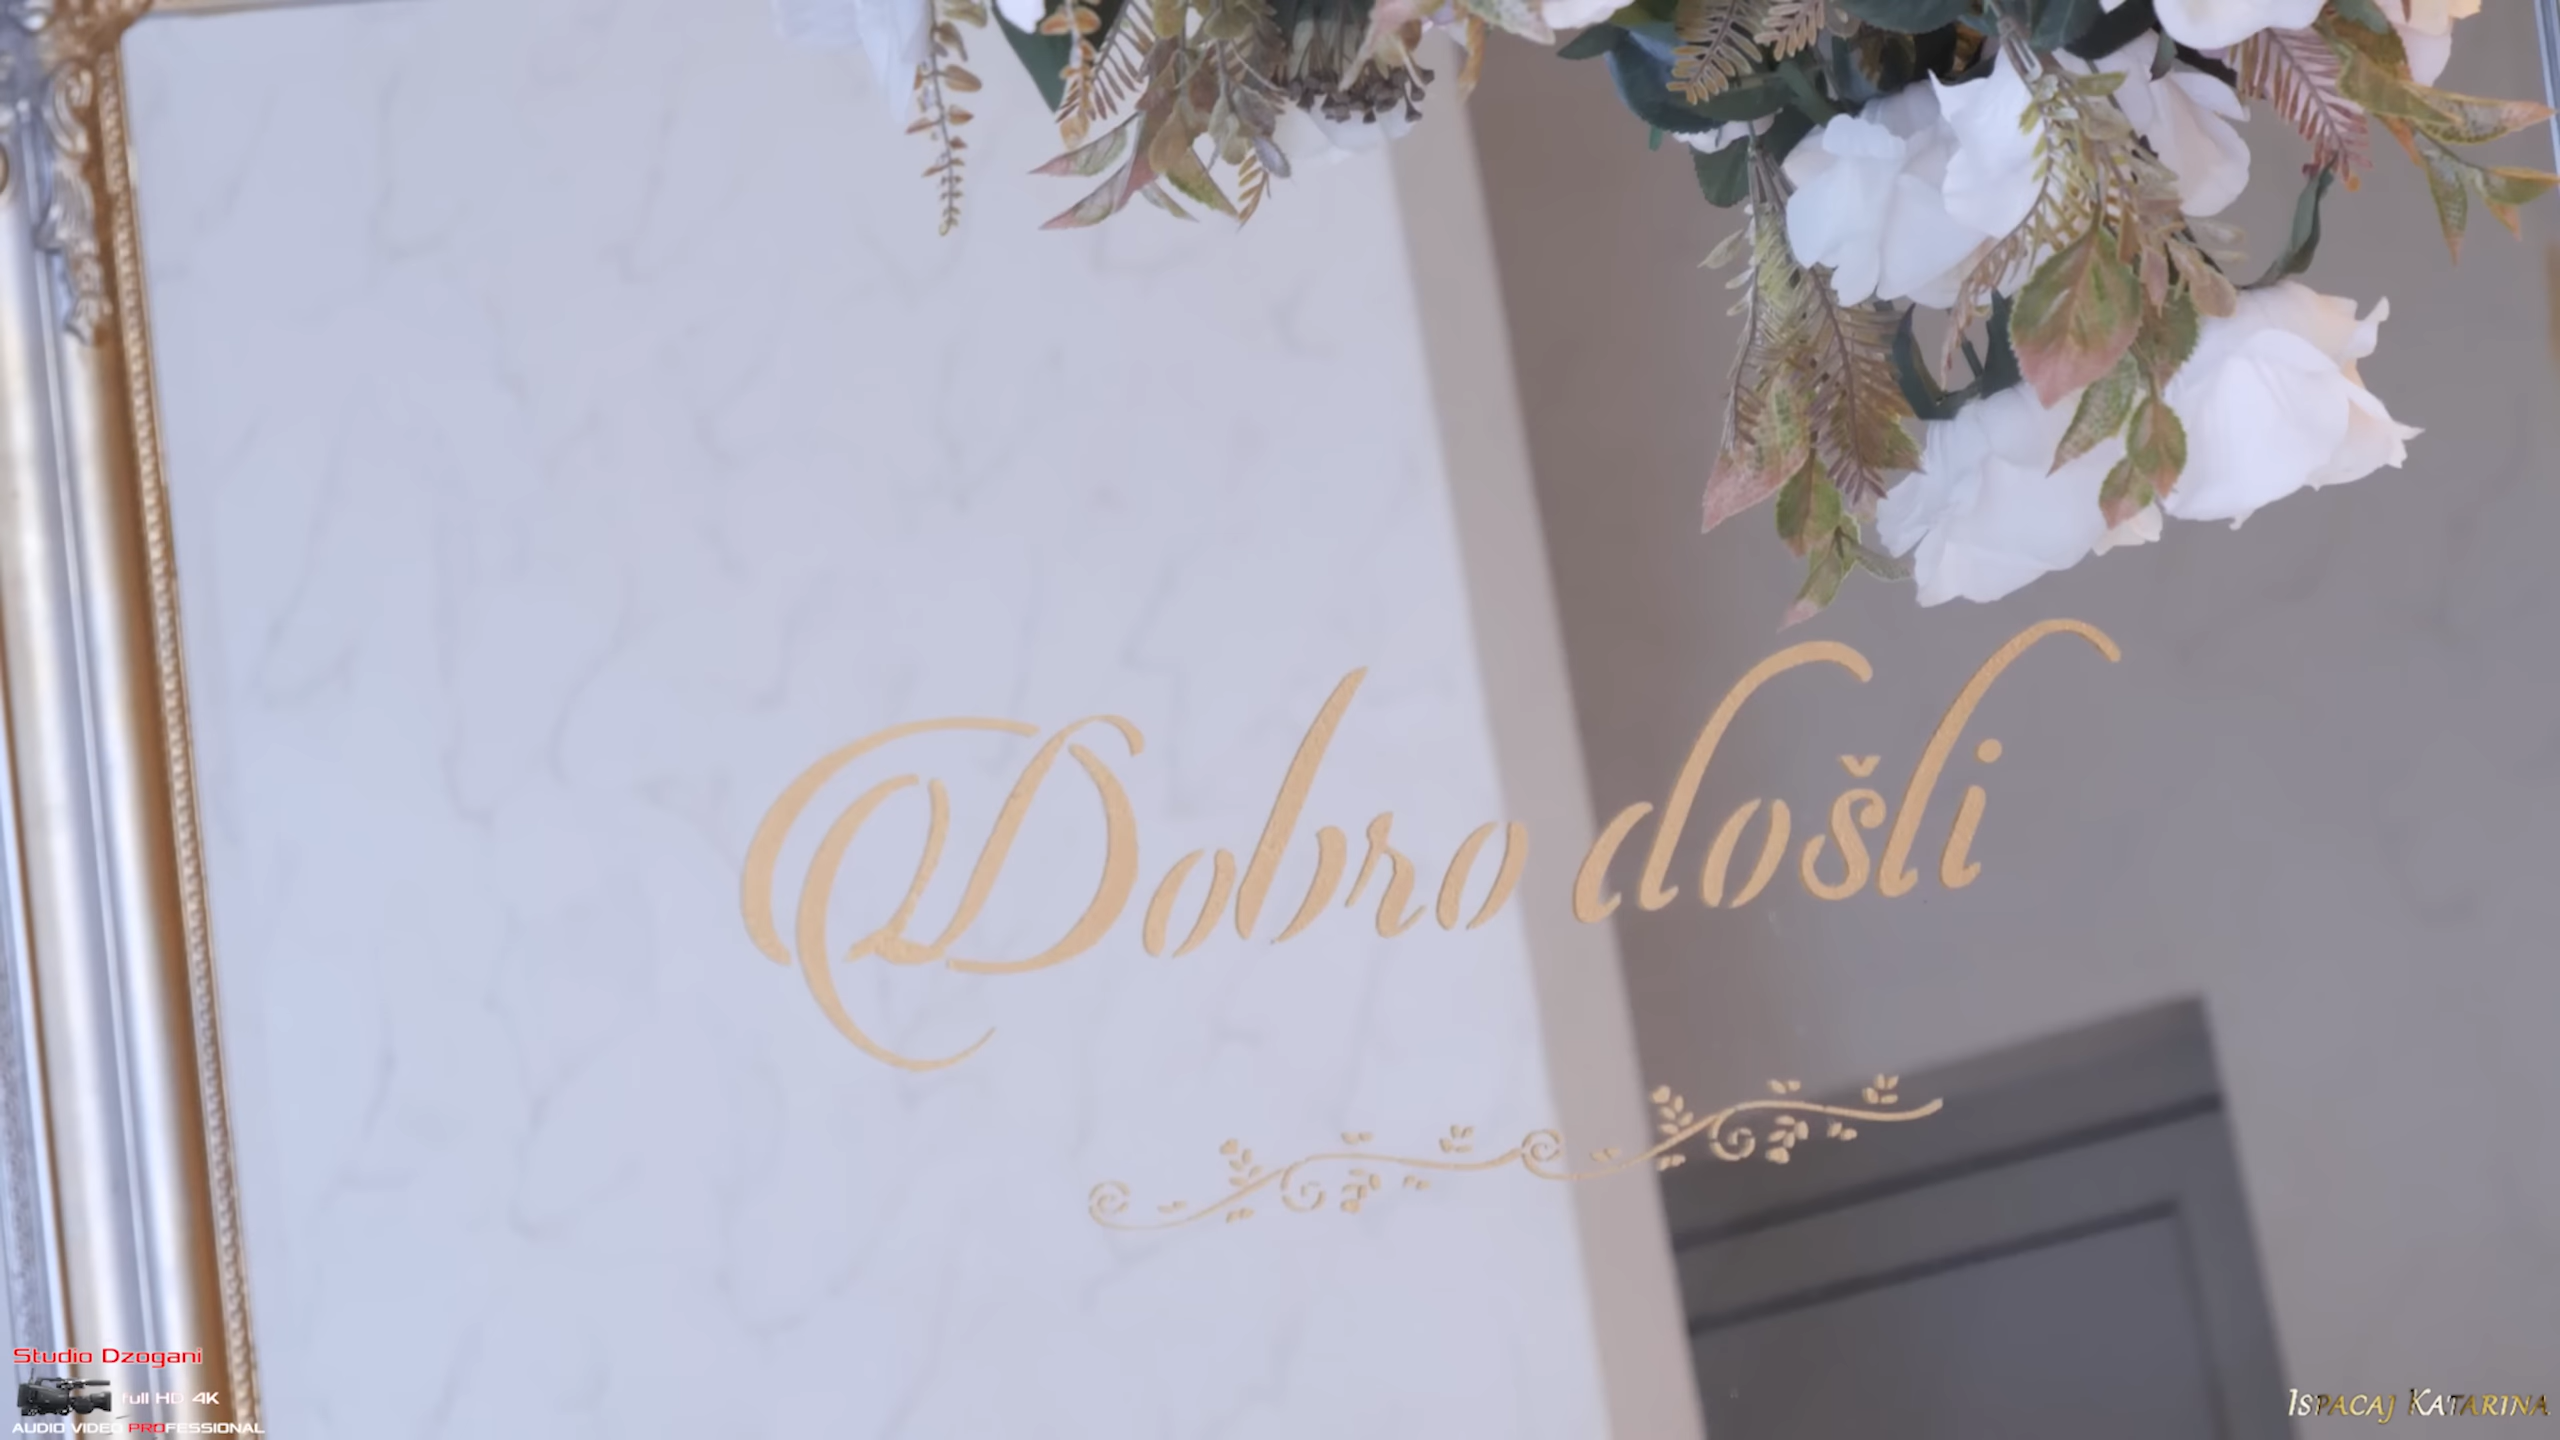 Dobro došli
Studio Dzogani
full HD 4K
AUDIO VIDEO PROFESSIONAL
ISPACAJ KATARINA